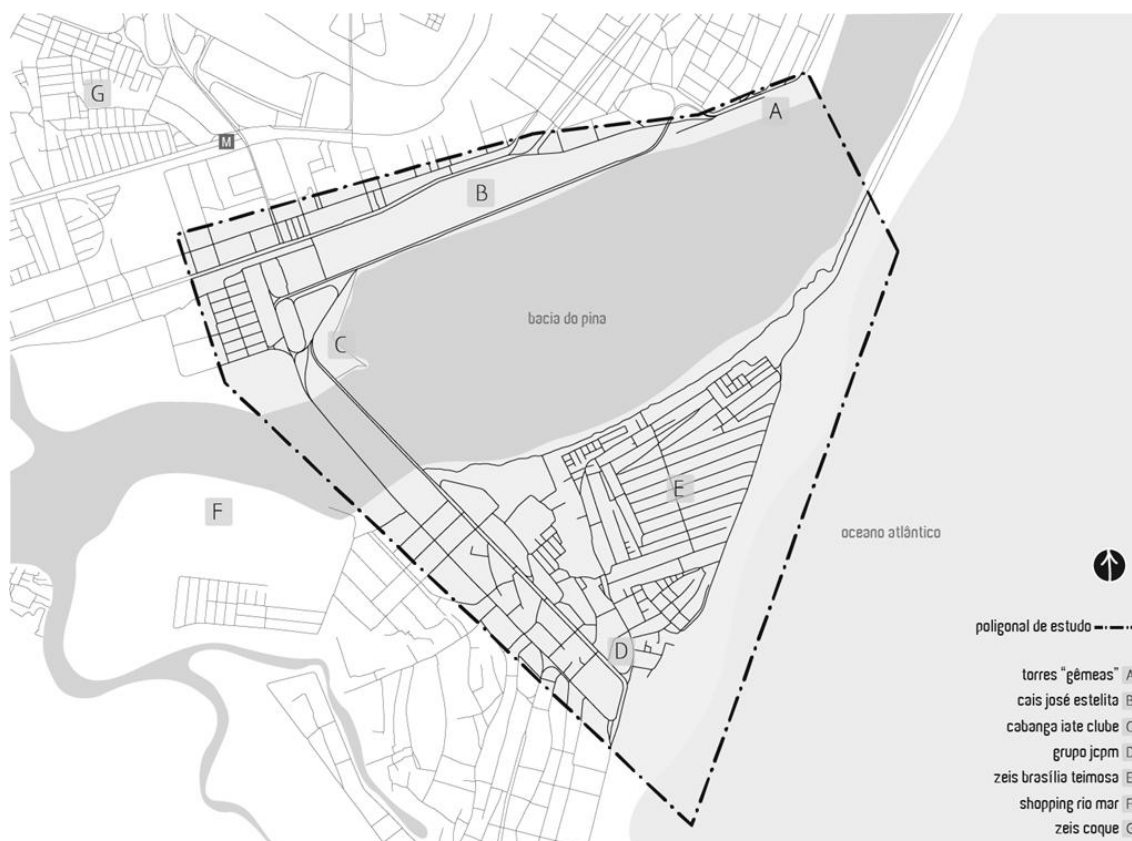 G
M
A
B
bacia do pina
C
E
F
oceano atlântico
D
poligonal de estudo
torres "gêmeas" A
cais josé estelita B
cabanga iate clube C
grupo jcpm D
zeis brasília teimosa E
shopping rio mar F
zeis coque G